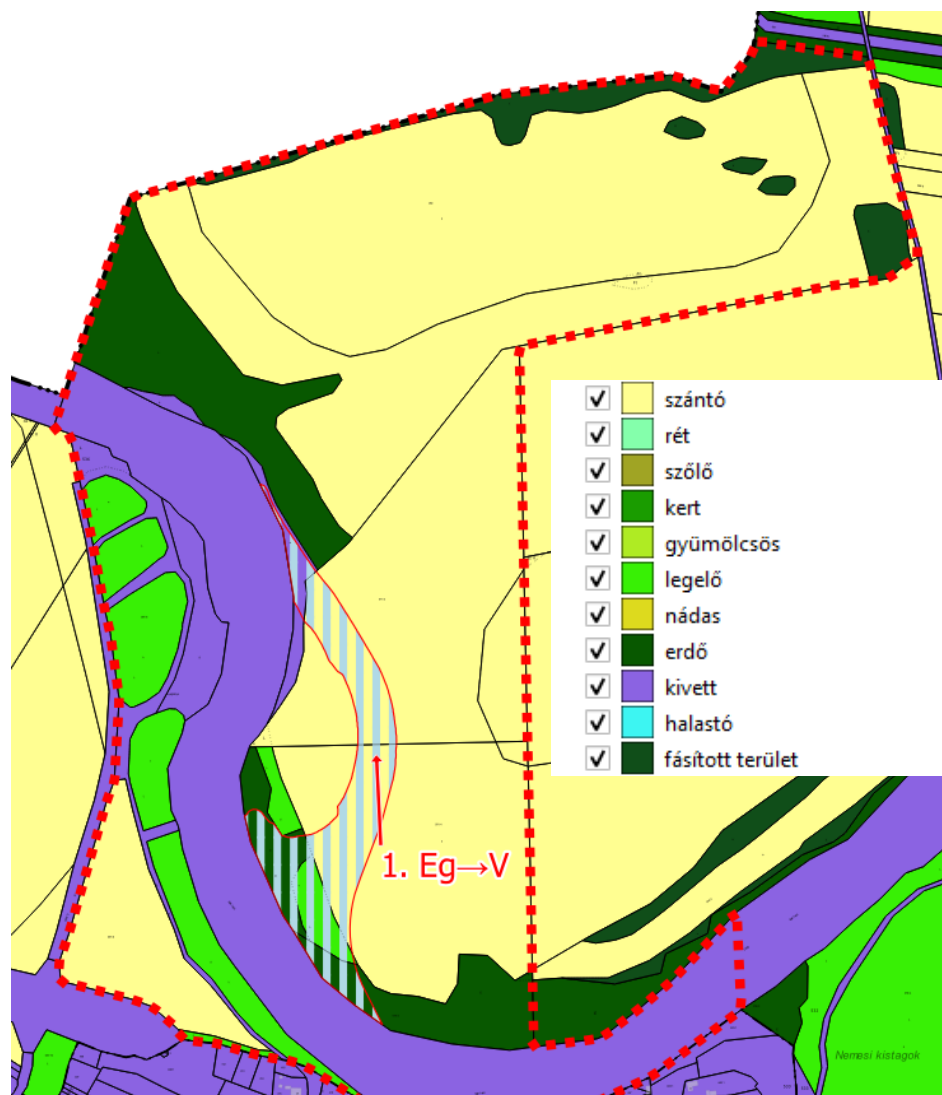 szántó
rét
szőlő
kert
gyümölcsös
legelő
nádas
erdő
kivett
halastó
fásított terület
1. Eg→V
Nemesi kistagok